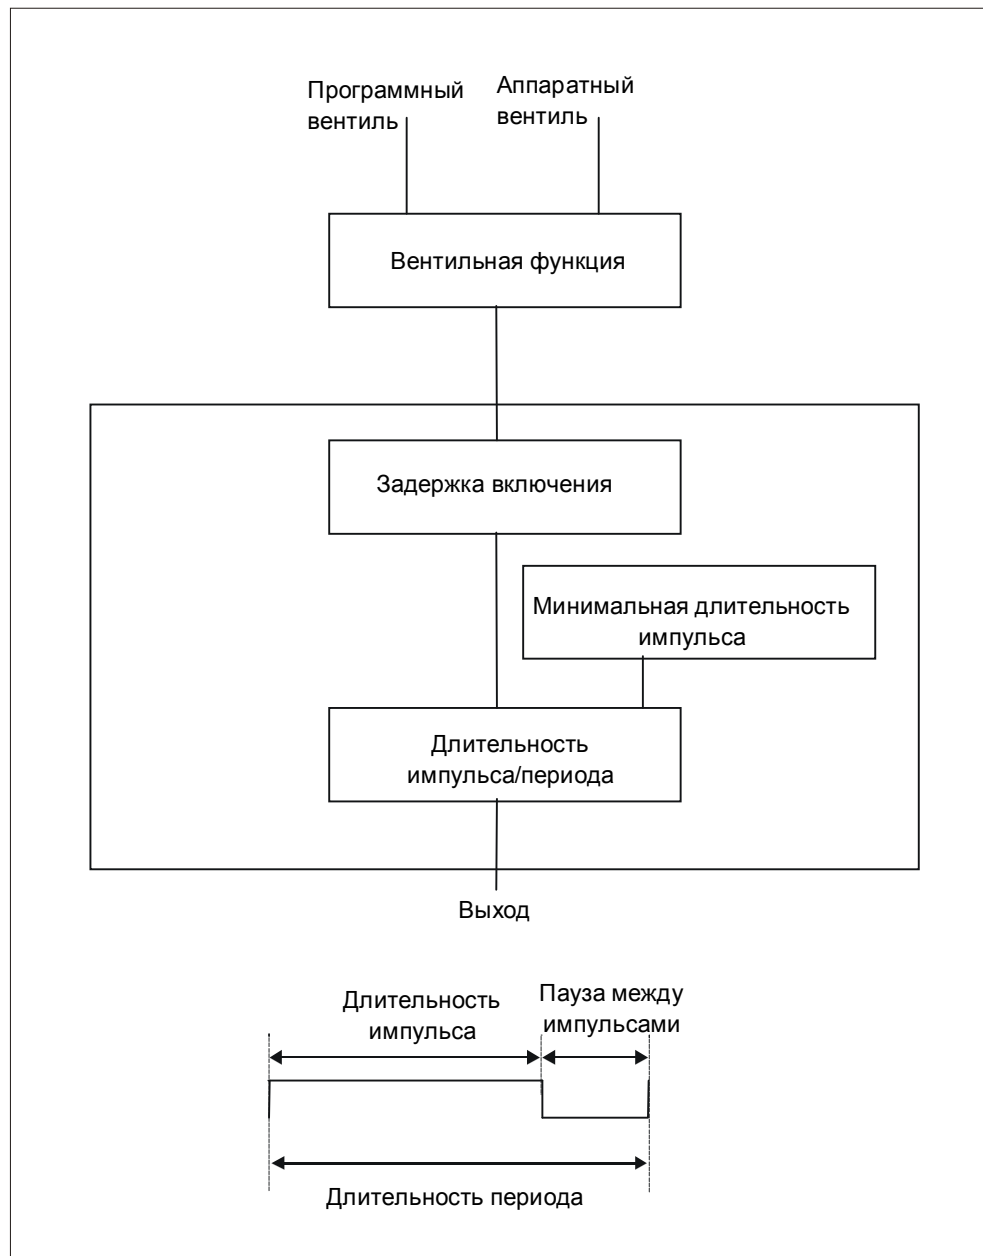 Программный
вентиль
Аппаратный
вентиль
Вентильная функция
Задержка включения
Минимальная длительность
импульса
Длительность
импульса/периода
Выход
Длительность
импульса
Пауза между
импульсами
Длительность периода